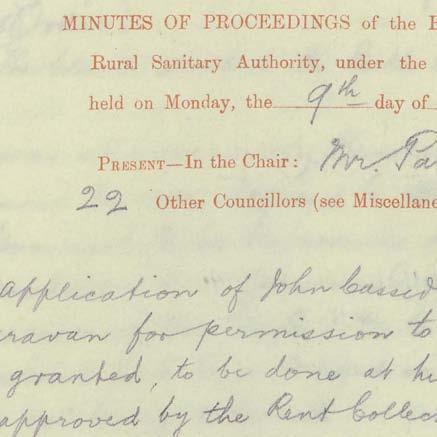 MINUTES OF PROCEEDINGS of the
Rural Sanitary Authority, under the
held on Monday, the 9th day of
PRESENT—In the Chair: Mr. Pa
22 Other Councillors (see Miscellane
application of John Cassid
ravan for permission to
granted, to be done at hi
approved by the Rent Collec